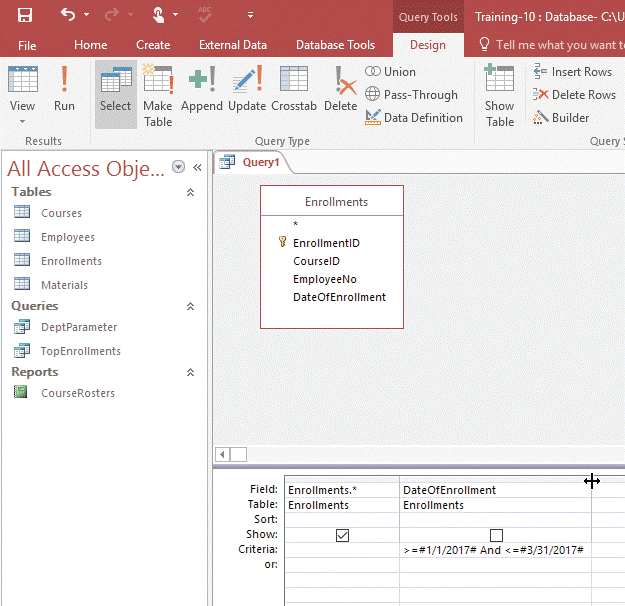 Query Tools
Training-10 : Database- C:\U
File
Home
Create
External Data
Database Tools
Design
Tell me what you want to
ABC
View
Run
Select
Make Table
Append
Update
Crosstab
Delete
Union
Pass-Through
Data Definition
Show Table
Insert Rows
Delete Rows
Builder
Results
Query Type
Query S
All Access Obje...
Query1
Tables
Courses
Employees
Enrollments
Materials
Queries
DeptParameter
TopEnrollments
Reports
CourseRosters
Enrollments
*
EnrollmentID
CourseID
EmployeeNo
DateOfEnrollment
Field: Enrollments.* DateOfEnrollment
Table: Enrollments Enrollments
Sort:
Show:
Criteria: >=#1/1/2017# And <=#3/31/2017#
or: